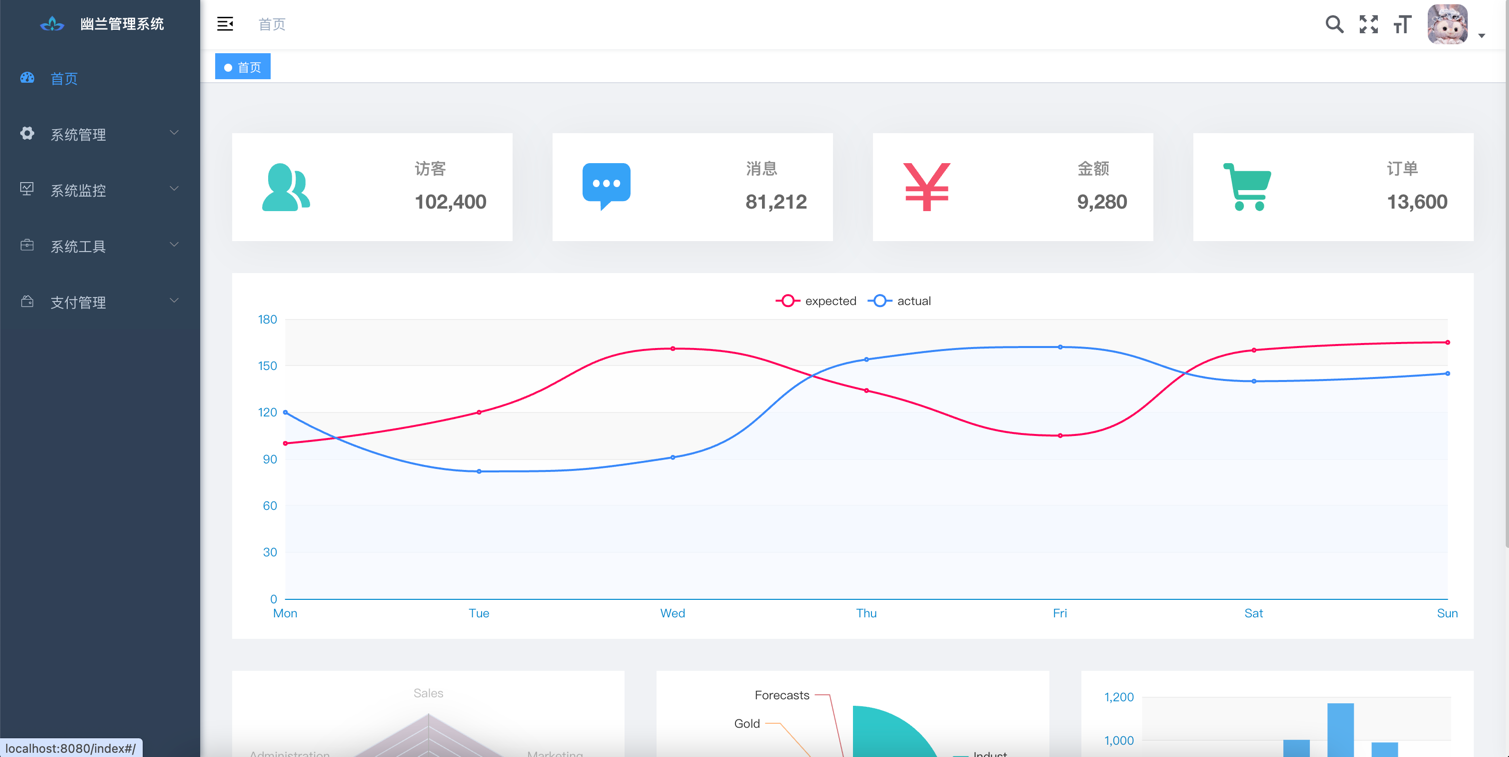 幽兰管理系统
首页
系统管理
系统监控
系统工具
支付管理
首页
首页
访客
102,400
消息
81,212
金额
9,280
订单
13,600
expected
actual
180
150
120
90
60
30
0
Mon
Tue
Wed
Thu
Fri
Sat
Sun
Sales
Administration
Marketing
Forecasts
Gold
Indust
1,200
1,000
localhost:8080/index#/